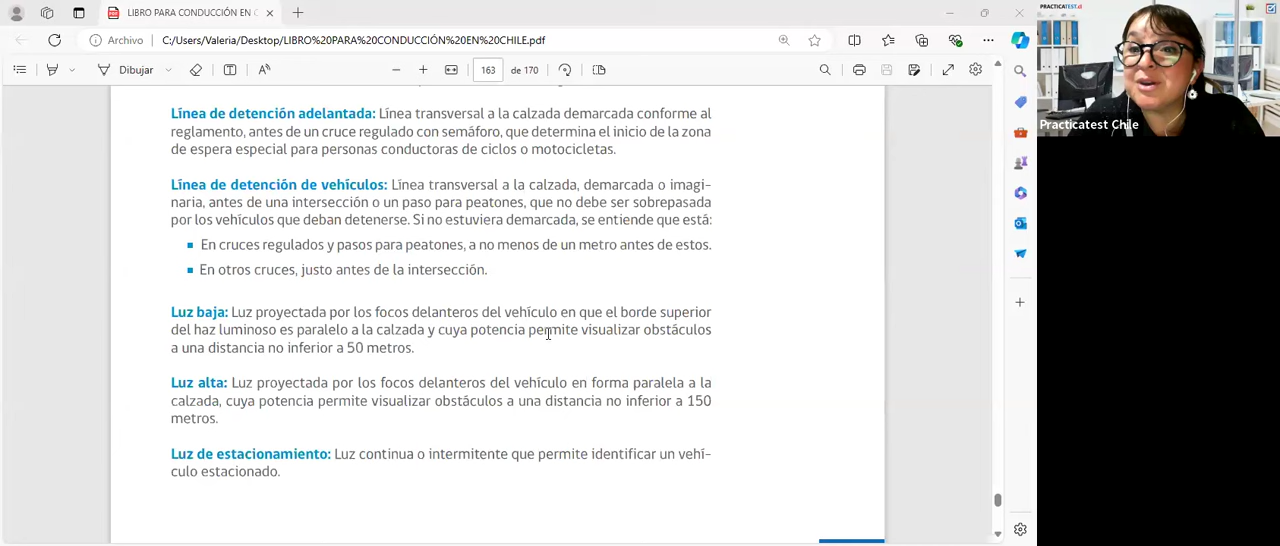 LIBRO PARA CONDUCCIÓN EN C
PRACTICATEST.cl
Archivo
C:/Users/Valeria/Desktop/LIBRO%20PARA%20CONDUCCIÓN%20EN%20CHILE.pdf
Dibujar
163 de 170
Línea de detención adelantada: Línea transversal a la calzada demarcada conforme al
reglamento, antes de un cruce regulado con semáforo, que determina el inicio de la zona
de espera especial para personas conductoras de ciclos o motocicletas.
Practicatest Chile
Línea de detención de vehículos: Línea transversal a la calzada, demarcada o imagi-
naria, antes de una intersección o un paso para peatones, que no debe ser sobrepasada
por los vehículos que deban detenerse. Si no estuviera demarcada, se entiende que está:
En cruces regulados y pasos para peatones, a no menos de un metro antes de estos.
En otros cruces, justo antes de la intersección.
Luz baja: Luz proyectada por los focos delanteros del vehículo en que el borde superior
del haz luminoso es paralelo a la calzada y cuya potencia permite visualizar obstáculos
a una distancia no inferior a 50 metros.
Luz alta: Luz proyectada por los focos delanteros del vehículo en forma paralela a la
calzada, cuya potencia permite visualizar obstáculos a una distancia no inferior a 150
metros.
Luz de estacionamiento: Luz continua o intermitente que permite identificar un vehí-
culo estacionado.